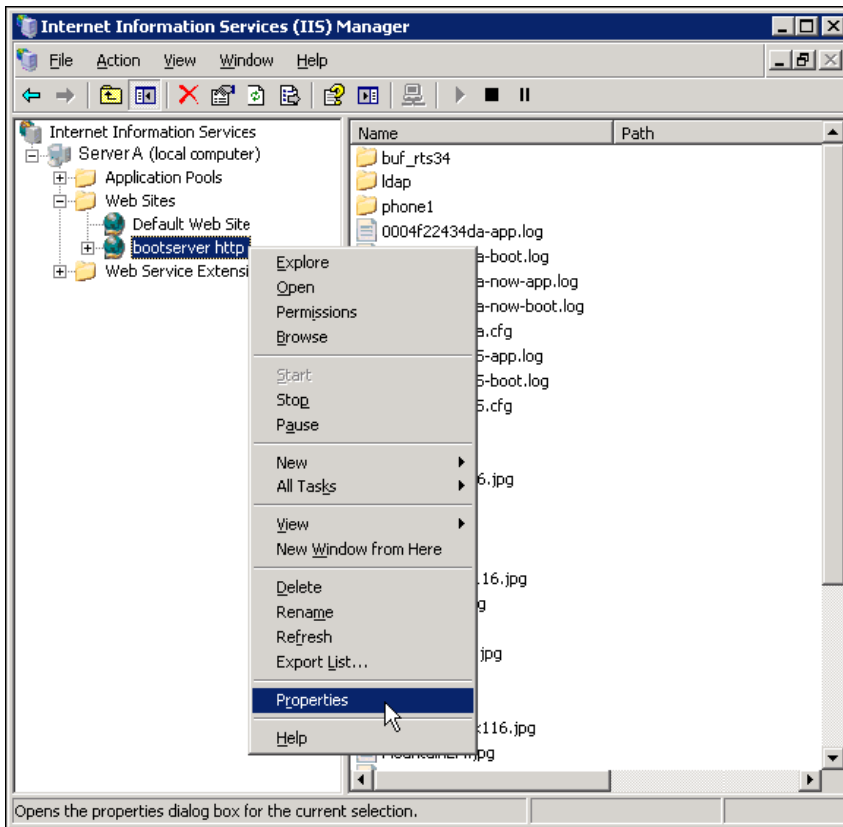 Internet Information Services (IIS) Manager
File Action View Window Help
Internet Information Services
Server A (local computer)
Application Pools
Web Sites
Default Web Site
bootserver http
Web Service Extensi
Name Path
buf_rts34
ldap
phone1
0004f22434da-app.log
a-boot.log
a-now-app.log
a-now-boot.log
a.cfg
5-app.log
5-boot.log
5.cfg
6.jpg
.16.jpg
g
jpg
x116.jpg
Explore
Open
Permissions
Browse
Start
Stop
Pause
New
All Tasks
View
New Window from Here
Delete
Rename
Refresh
Export List...
Properties
Help
Opens the properties dialog box for the current selection.